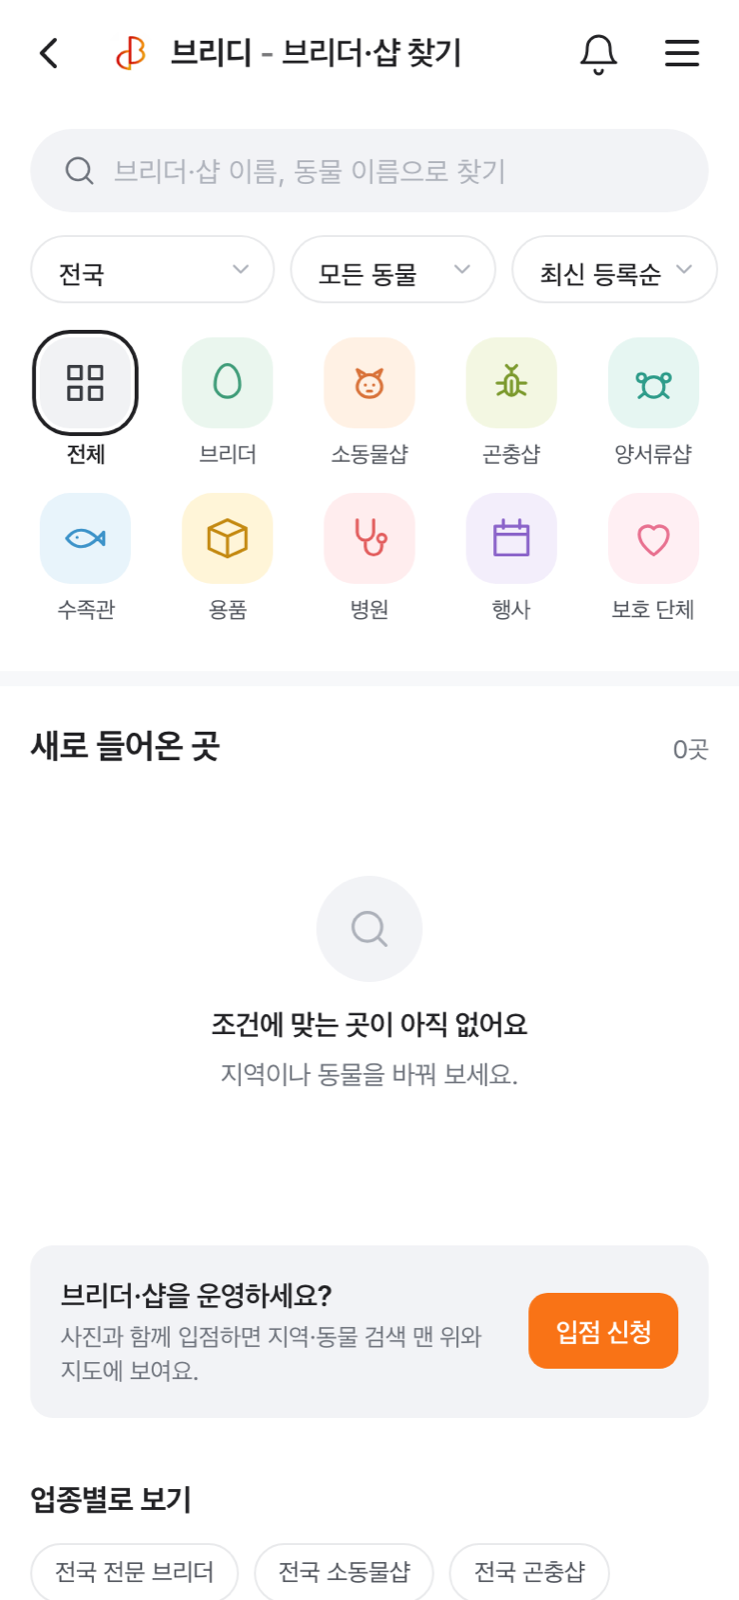 브리디 - 브리더·샵 찾기
브리더·샵 이름, 동물 이름으로 찾기
전국
모든 동물
최신 등록순
전체
브리더
소동물샵
곤충샵
양서류샵
수족관
용품
병원
행사
보호 단체
새로 들어온 곳
0곳
조건에 맞는 곳이 아직 없어요
지역이나 동물을 바꿔 보세요.
브리더·샵을 운영하세요?
사진과 함께 입점하면 지역·동물 검색 맨 위와
지도에 보여요.
입점 신청
업종별로 보기
전국 전문 브리더
전국 소동물샵
전국 곤충샵